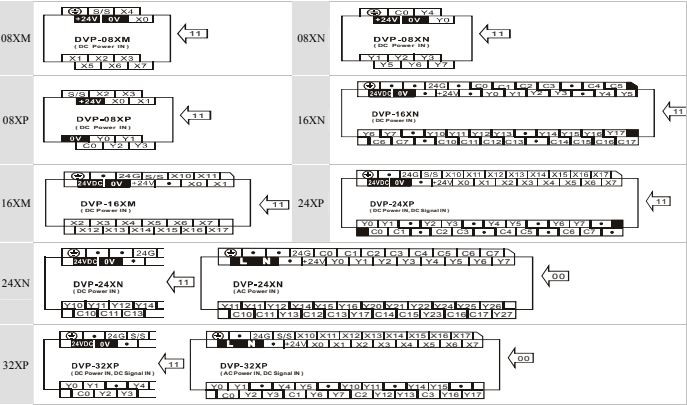 08XM
S/S X4
+24V 0V X0
DVP-08XM
(DC Power IN)
X1 X2 X3
X5 X6 X7
11
08XN
C0 Y4
+24V 0V Y0
DVP-08XN
(DC Power IN)
Y1 Y2 Y3
Y5 Y6 Y7
11
08XP
S/S X2 X3
+24V X0 X1
DVP-08XP
(DC Power IN)
0V Y0 Y1
C0 Y2 Y3
11
16XN
24G C0 C1 C2 C3 C4 C5
24VDC 0V +24V Y0 Y1 Y2 Y3 Y4 Y5
DVP-16XN
(DC Power IN)
Y6 Y7 Y10 Y11 Y12 Y13 Y14 Y15 Y16 Y17
C6 C7 C10 C11 C12 C13 C14 C15 C16 C17
11
16XM
24G S/S X10 X11
24VDC 0V +24V X0 X1
DVP-16XM
(DC Power IN)
X2 X3 X4 X5 X6 X7
X12 X13 X14 X15 X16 X17
11
24XP
24G S/S X10 X11 X12 X13 X14 X15 X16 X17
24VDC 0V +24V X0 X1 X2 X3 X4 X5 X6 X7
DVP-24XP
(DC Power IN, DC Signal IN)
Y0 Y1 Y2 Y3 Y4 Y5 Y6 Y7
C0 C1 C2 C3 C4 C5 C6 C7
11
24XN
24G
24VDC 0V
DVP-24XN
(DC Power IN)
Y10 Y11 Y12 Y14
C10 C11 C13
11
24G C0 C1 C2 C3 C4 C5 C6 C7
L N +24V Y0 Y1 Y2 Y3 Y4 Y5 Y6 Y7
DVP-24XN
(AC Power IN)
Y11 Y11 Y12 Y14 Y15 Y16 Y20 Y21 Y22 Y24 Y25 Y26
C10 C11 Y13 C12 C14 C15 Y23 C16 C17 Y27
00
32XP
24G S/S
24VDC 0V
DVP-32XP
(DC Power IN, DC Signal IN)
Y0 Y1 Y4
C0 Y2 Y3
11
24G S/S X10 X11 X12 X13 X14 X15 X16 X17
L N +24V X0 X1 X2 X3 X4 X5 X6 X7
DVP-32XP
(AC Power IN, DC Signal IN)
Y0 Y1 Y4 Y5 Y10 Y11 Y14 Y15
C0 Y2 Y3 C1 Y6 Y7 C2 Y12 Y13 C3 Y16 Y17
00